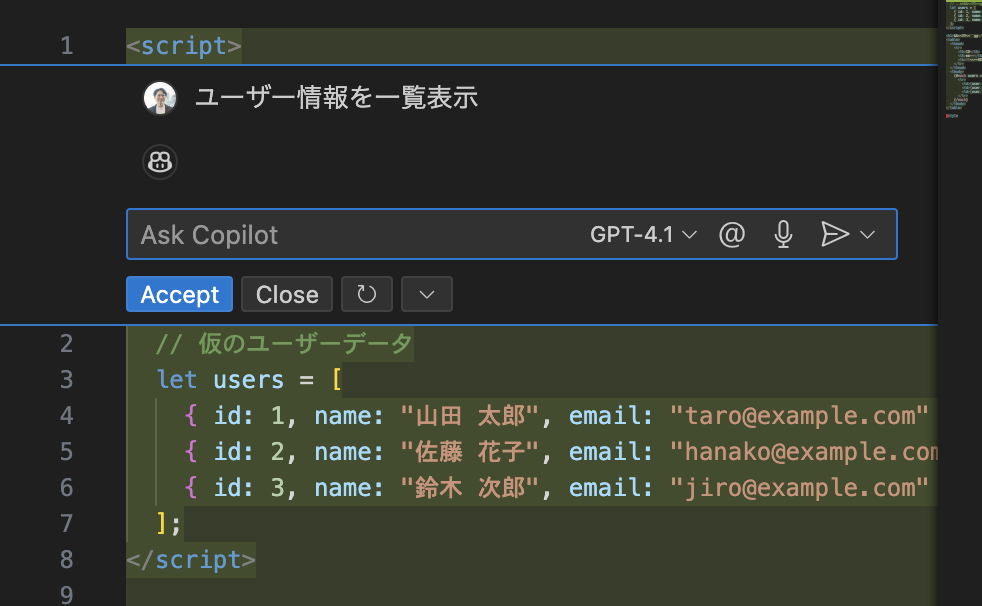 1 <script>
ユーザー情報を一覧表示
Ask Copilot GPT-4.1
Accept Close
2 // 仮のユーザーデータ
3 let users = [
4 { id: 1, name: "山田 太郎", email: "taro@example.com"
5 { id: 2, name: "佐藤 花子", email: "hanako@example.com
6 { id: 3, name: "鈴木 次郎", email: "jiro@example.com"
7 ];
8 </script>
9